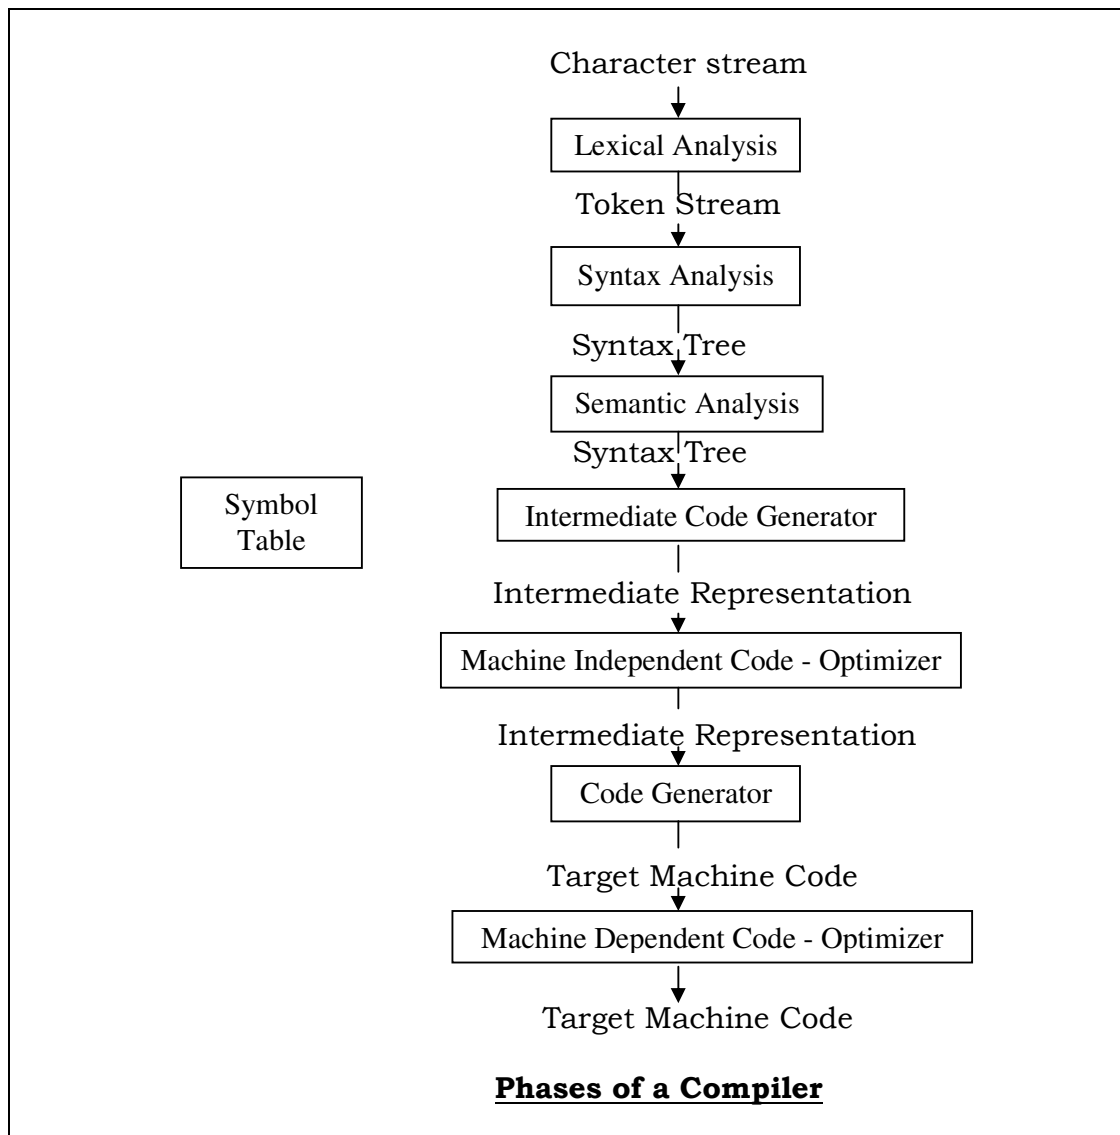 Character stream
Lexical Analysis
Token Stream
Syntax Analysis
Syntax Tree
Semantic Analysis
Syntax Tree
Symbol
Table
Intermediate Code Generator
Intermediate Representation
Machine Independent Code - Optimizer
Intermediate Representation
Code Generator
Target Machine Code
Machine Dependent Code - Optimizer
Target Machine Code
Phases of a Compiler